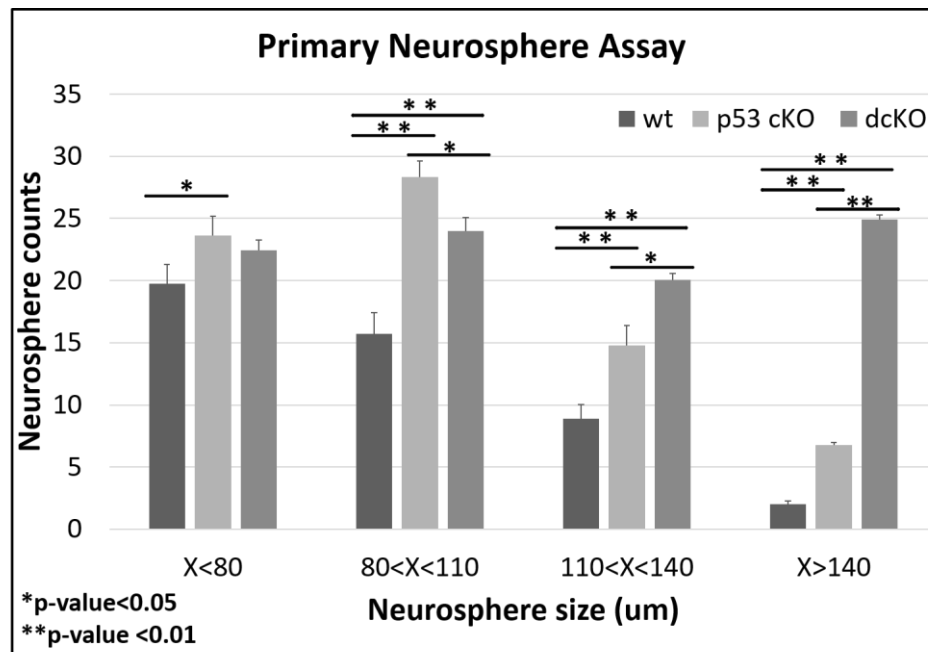 Primary Neurosphere Assay
35
30
25
20
15
10
5
0
Neurosphere counts
wt p53 cKO dcKO
*
* *
* *
*
* *
* *
*
* *
* *
**
X<80 80<X<110 110<X<140 X>140
Neurosphere size (um)
*p-value<0.05
**p-value <0.01